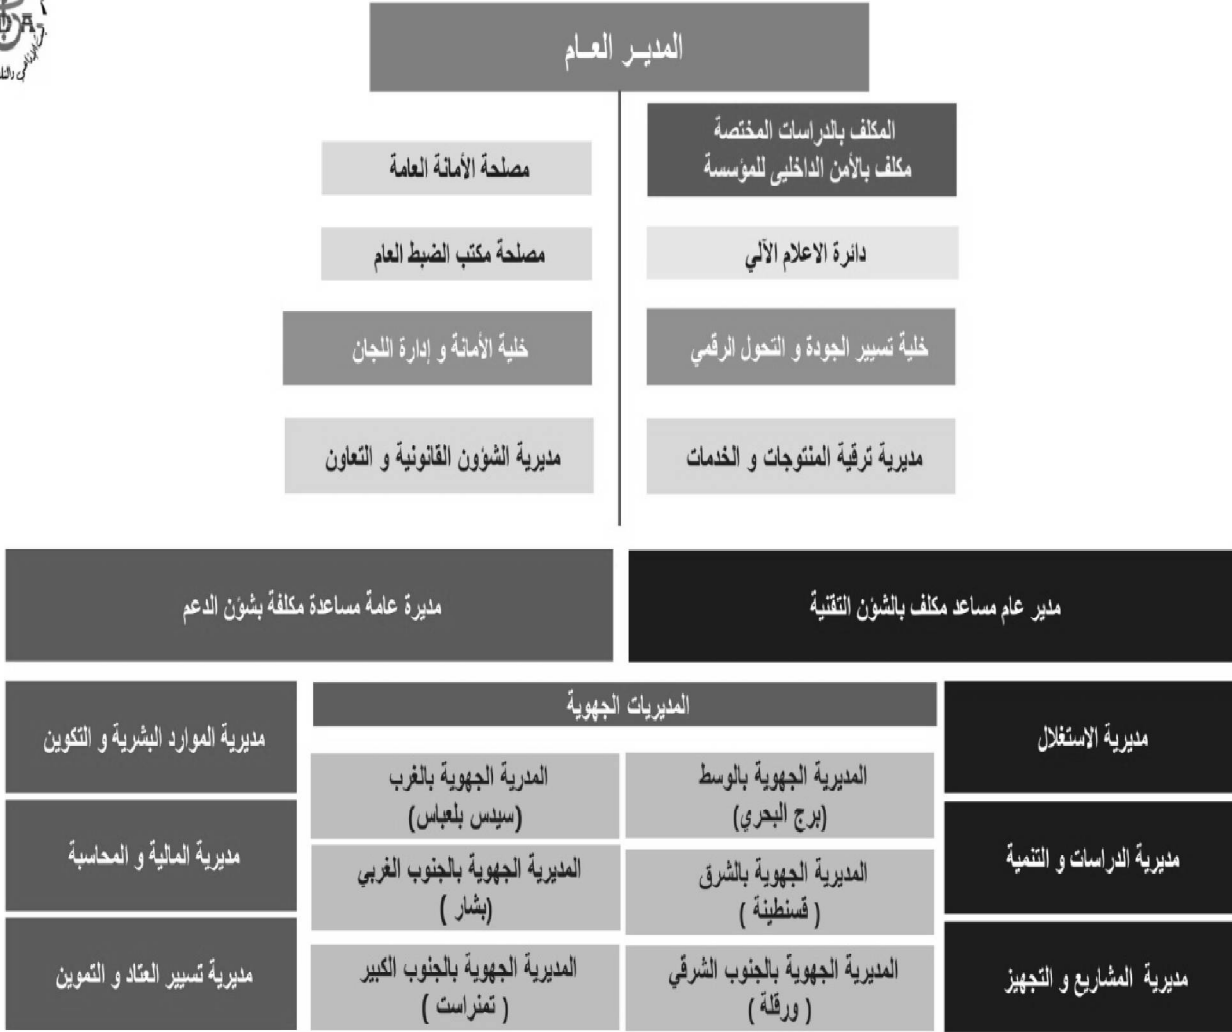 المديـر العـام
المكلف بالدراسات المختصة
مكلف بالأمن الداخليى للمؤسسة
مصلحة الأمانة العامة
دائرة الاعلام الآلي
مصلحة مكتب الضبط العام
خلية تسيير الجودة و التحول الرقمي
خلية الأمانة و إدارة اللجان
مديرية ترقية المنتوجات و الخدمات
مديرية الشؤون القانونية و التعاون
مدير عام مساعد مكلف بالشؤن التقنية
مديرة عامة مساعدة مكلفة بشؤن الدعم
مديرية الاستغلال
مديرية الدراسات و التنمية
مديرية المشاريع و التجهيز
المديريات الجهوية
المديرية الجهوية بالوسط
(برج البحري)
المدرية الجهوية بالغرب
(سيدس بلعباس)
المديرية الجهوية بالشرق
( قسنطينة )
المديرية الجهوية بالجنوب الغربي
(بشار )
المديرية الجهوية بالجنوب الشرقي
( ورقلة )
المديرية الجهوية بالجنوب الكبير
( تمنراست )
مديرية الموارد البشرية و التكوين
مديرية المالية و المحاسبة
مديرية تسيير العتاد و التموين